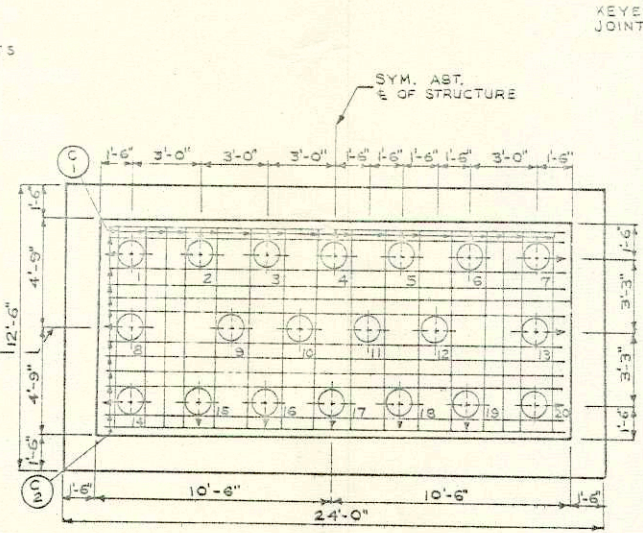 KEYE
JOINT
TS
SYM. ABT.
℄ OF STRUCTURE
1'-6" 3'-0" 3'-0" 3'-0" 1'-6" 1'-6" 1'-6" 1'-6" 3'-0" 1'-6"
C 1
1'-6" 1'-6"
1 2 3 4 5 6 7
4'-9" 3'-3"
12'-6"
8 9 10 11 12 13
4'-9" 3'-3"
14 15 16 17 18 19 20
1'-6" 1'-6"
C 2
1'-6" 10'-6" 10'-6" 1'-6"
24'-0"